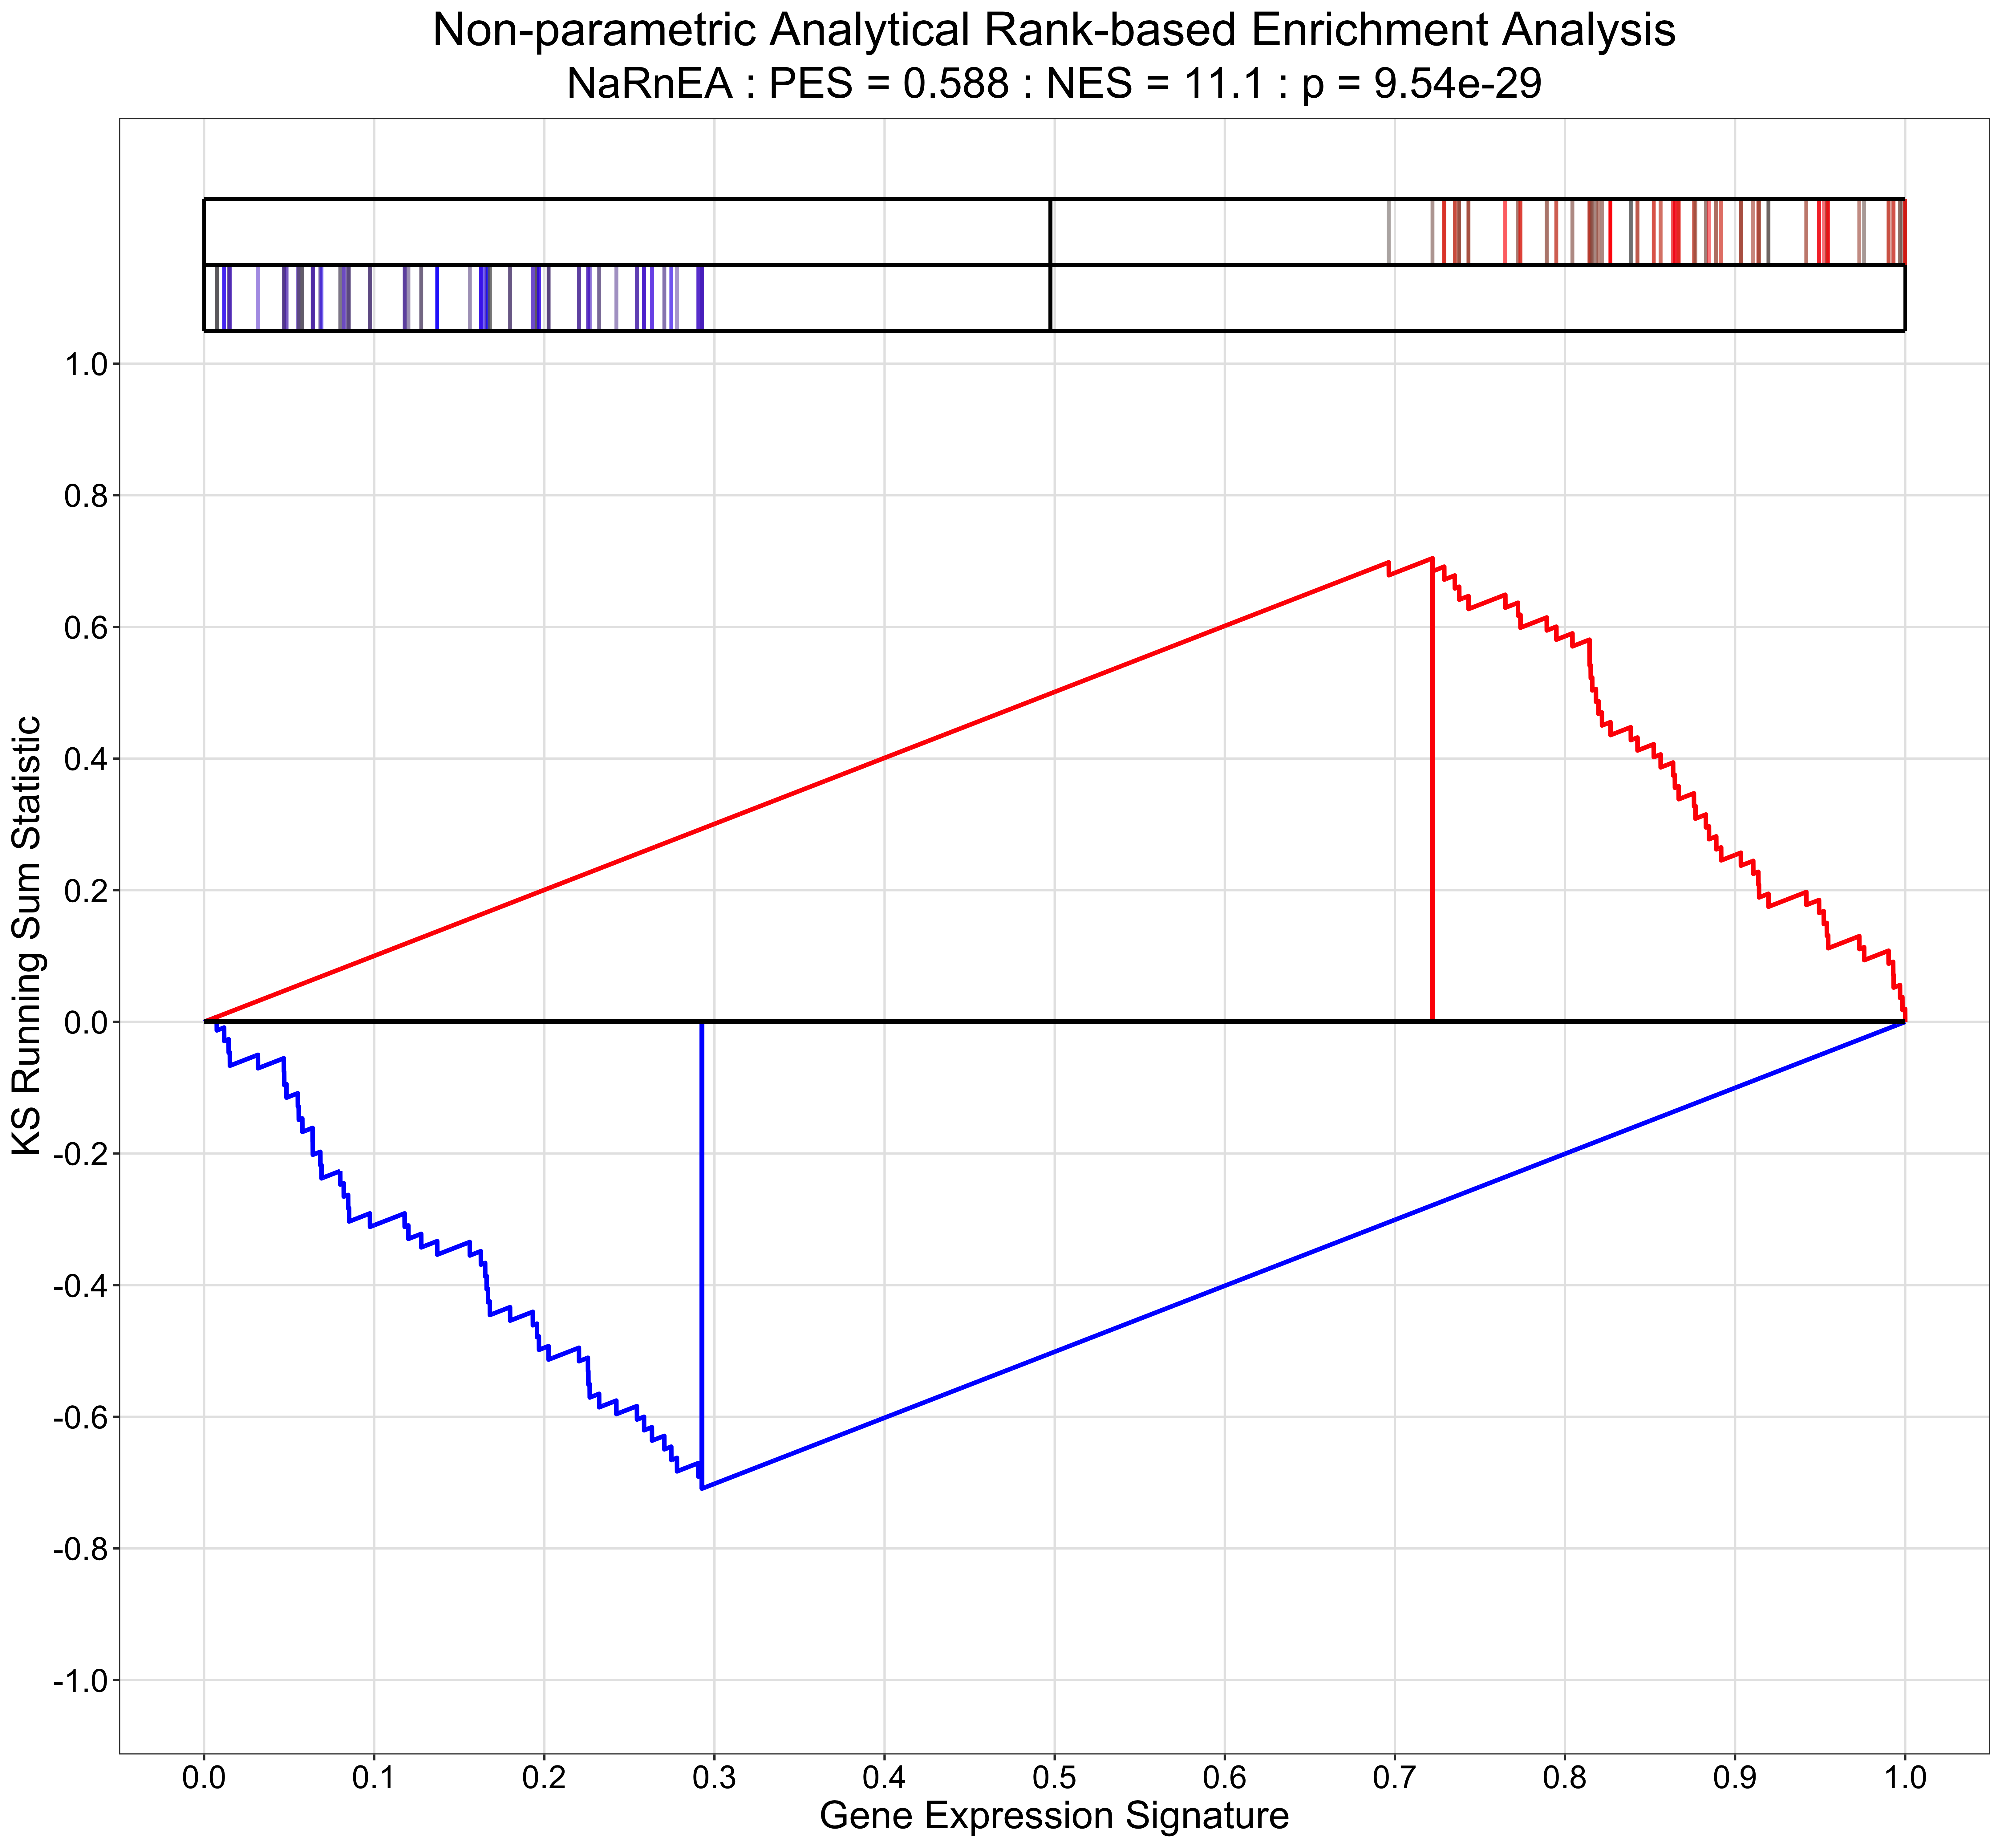 Non-parametric Analytical Rank-based Enrichment Analysis
NaRnEA : PES = 0.588 : NES = 11.1 : p = 9.54e-29
1.0
0.8
0.6
0.4
0.2
0.0
-0.2
-0.4
-0.6
-0.8
-1.0
KS Running Sum Statistic
0.0 0.1 0.2 0.3 0.4 0.5 0.6 0.7 0.8 0.9 1.0
Gene Expression Signature